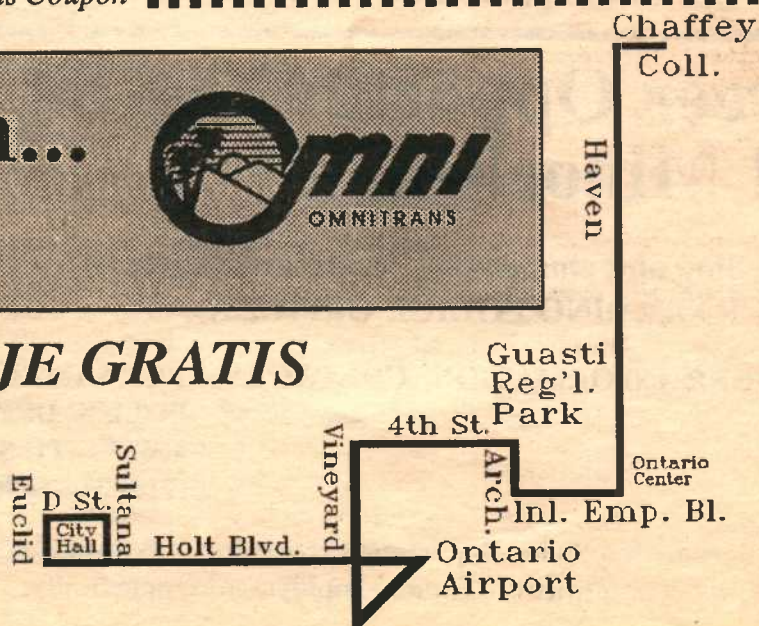 Coupon
Chaffey
Coll.
mni
OMNITRANS
Haven
JE GRATIS
Guasti
Reg'l.
Park
4th St.
Vineyard
Arch.
Ontario
Center
Inl. Emp. Bl.
Sultana
Euclid
D St.
City
Hall
Holt Blvd.
Ontario
Airport